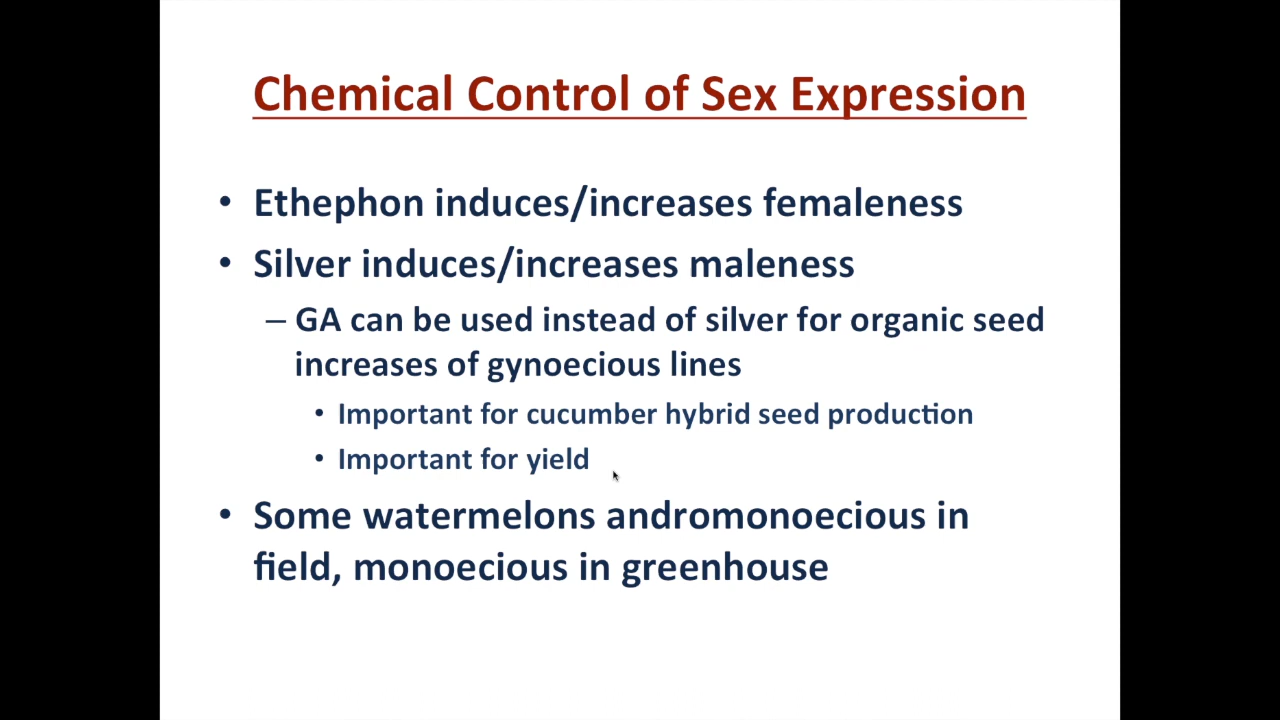 Chemical Control of Sex Expression
• Ethephon induces/increases femaleness
• Silver induces/increases maleness
– GA can be used instead of silver for organic seed
increases of gynoecious lines
• Important for cucumber hybrid seed production
• Important for yield
• Some watermelons andromonoecious in
field, monoecious in greenhouse